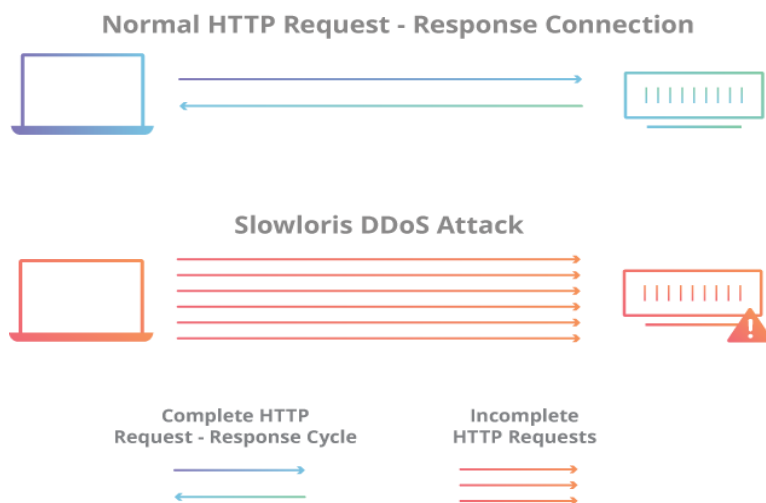 Normal HTTP Request - Response Connection
Slowloris DDoS Attack
Complete HTTP
Request - Response Cycle
Incomplete
HTTP Requests